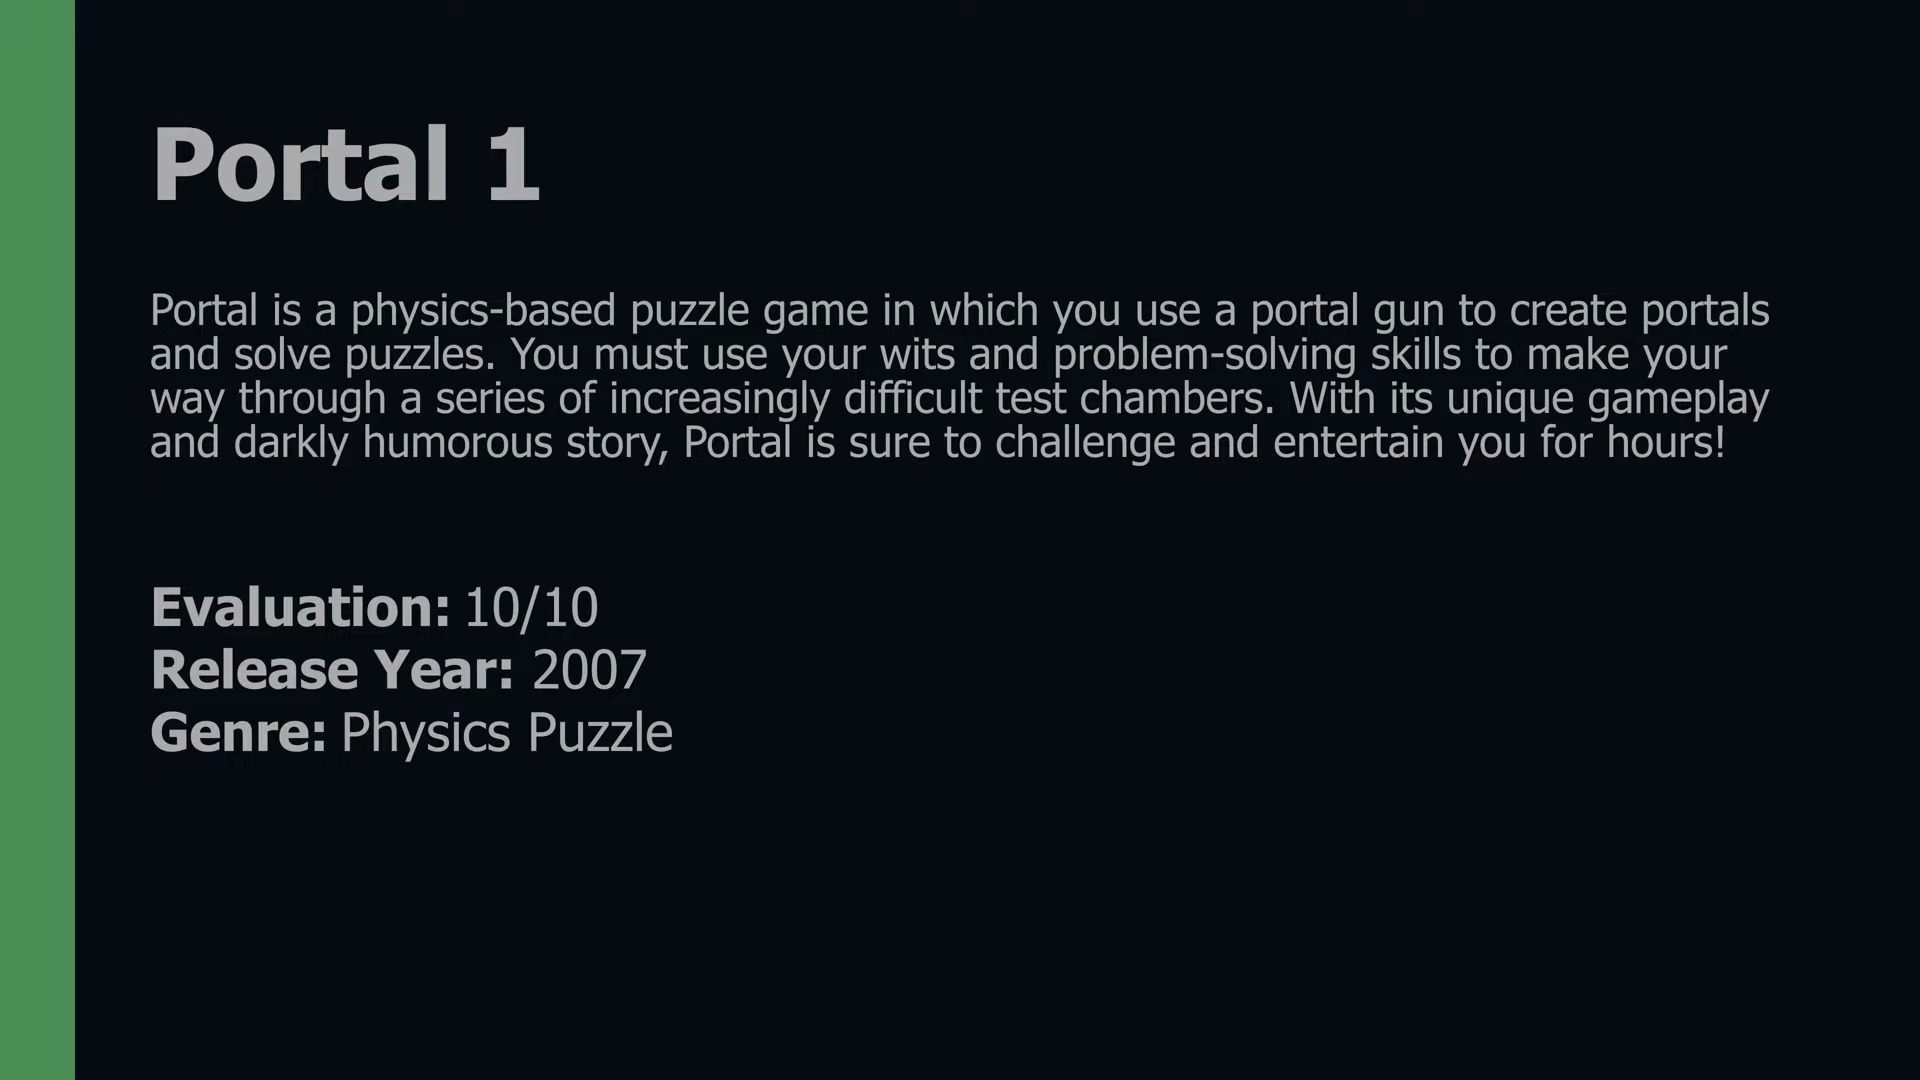 Portal 1
Portal is a physics-based puzzle game in which you use a portal gun to create portals
and solve puzzles. You must use your wits and problem-solving skills to make your
way through a series of increasingly difficult test chambers. With its unique gameplay
and darkly humorous story, Portal is sure to challenge and entertain you for hours!
Evaluation: 10/10
Release Year: 2007
Genre: Physics Puzzle